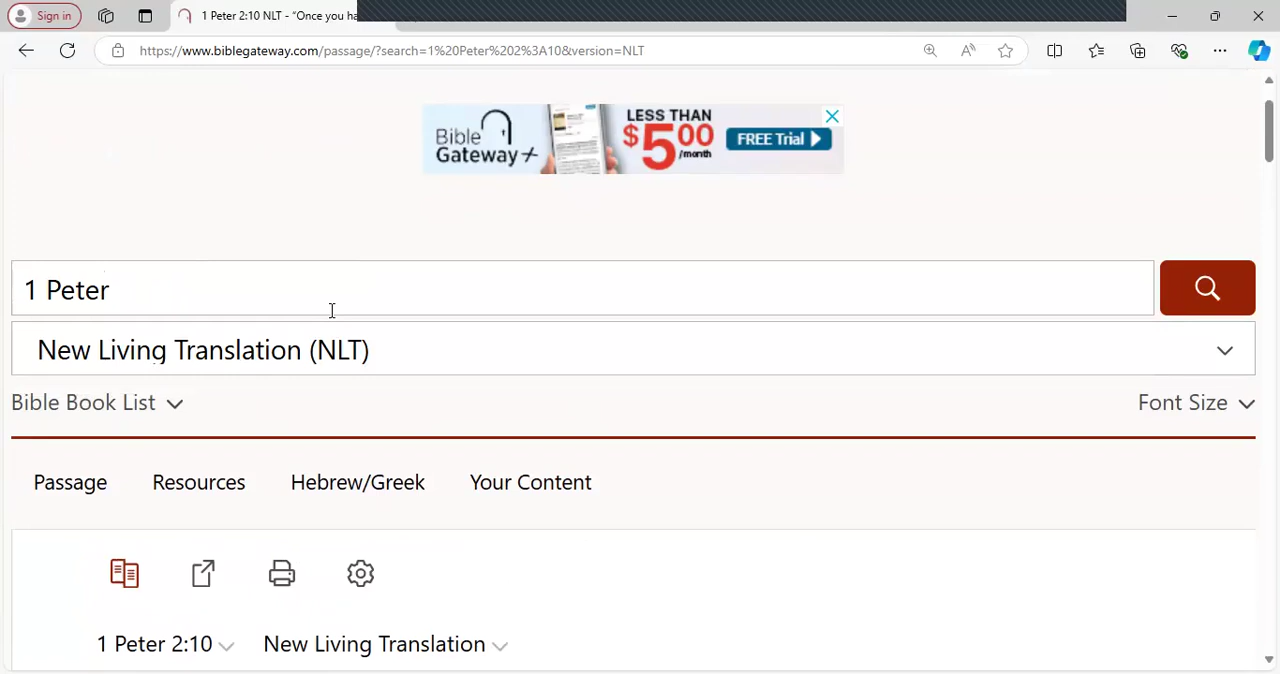 Sign in
1 Peter 2:10 NLT - “Once you ha
https://www.biblegateway.com/passage/?search=1%20Peter%202%3A10&version=NLT
Bible Gateway+
LESS THAN
$5.00 /month
FREE Trial
1 Peter
New Living Translation (NLT)
Bible Book List
Font Size
Passage Resources Hebrew/Greek Your Content
1 Peter 2:10 New Living Translation